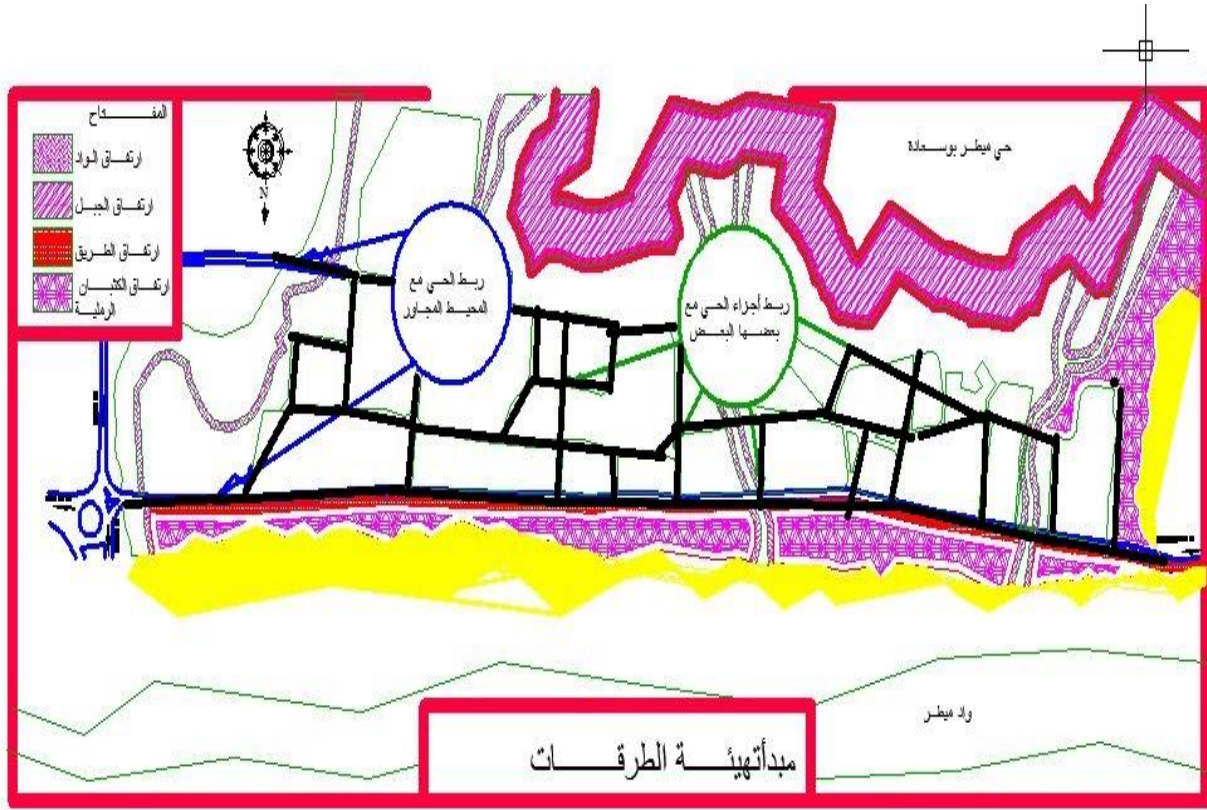 المفتاح
ارتفاق الواد
ارتفاق الجبل
ارتفاق الطريق
ارتفاق الكثبان
الرملية
N
حي ميطر بوسعادة
ربط الحي مع
المحيط المجاور
ربط أجزاء الحي مع
بعضها البعض
واد ميطر
مبدأتهيئة الطرقات